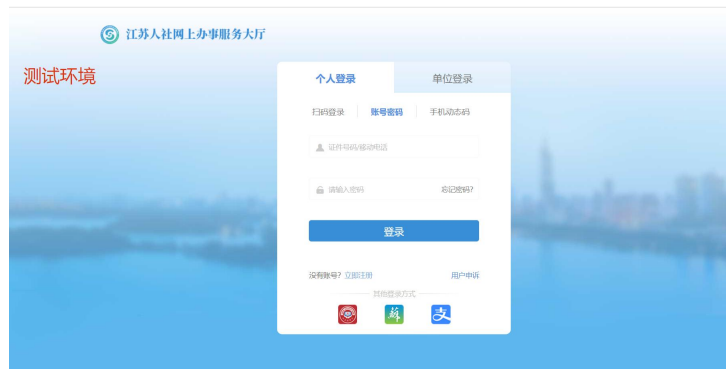 江苏人社网上办事服务大厅
测试环境
个人登录 单位登录
扫码登录 账号密码 手机动态码
证件号码/移动电话
请输入密码 忘记密码?
登录
没有账号? 立即注册 用户申诉
其他登录方式
苏
支